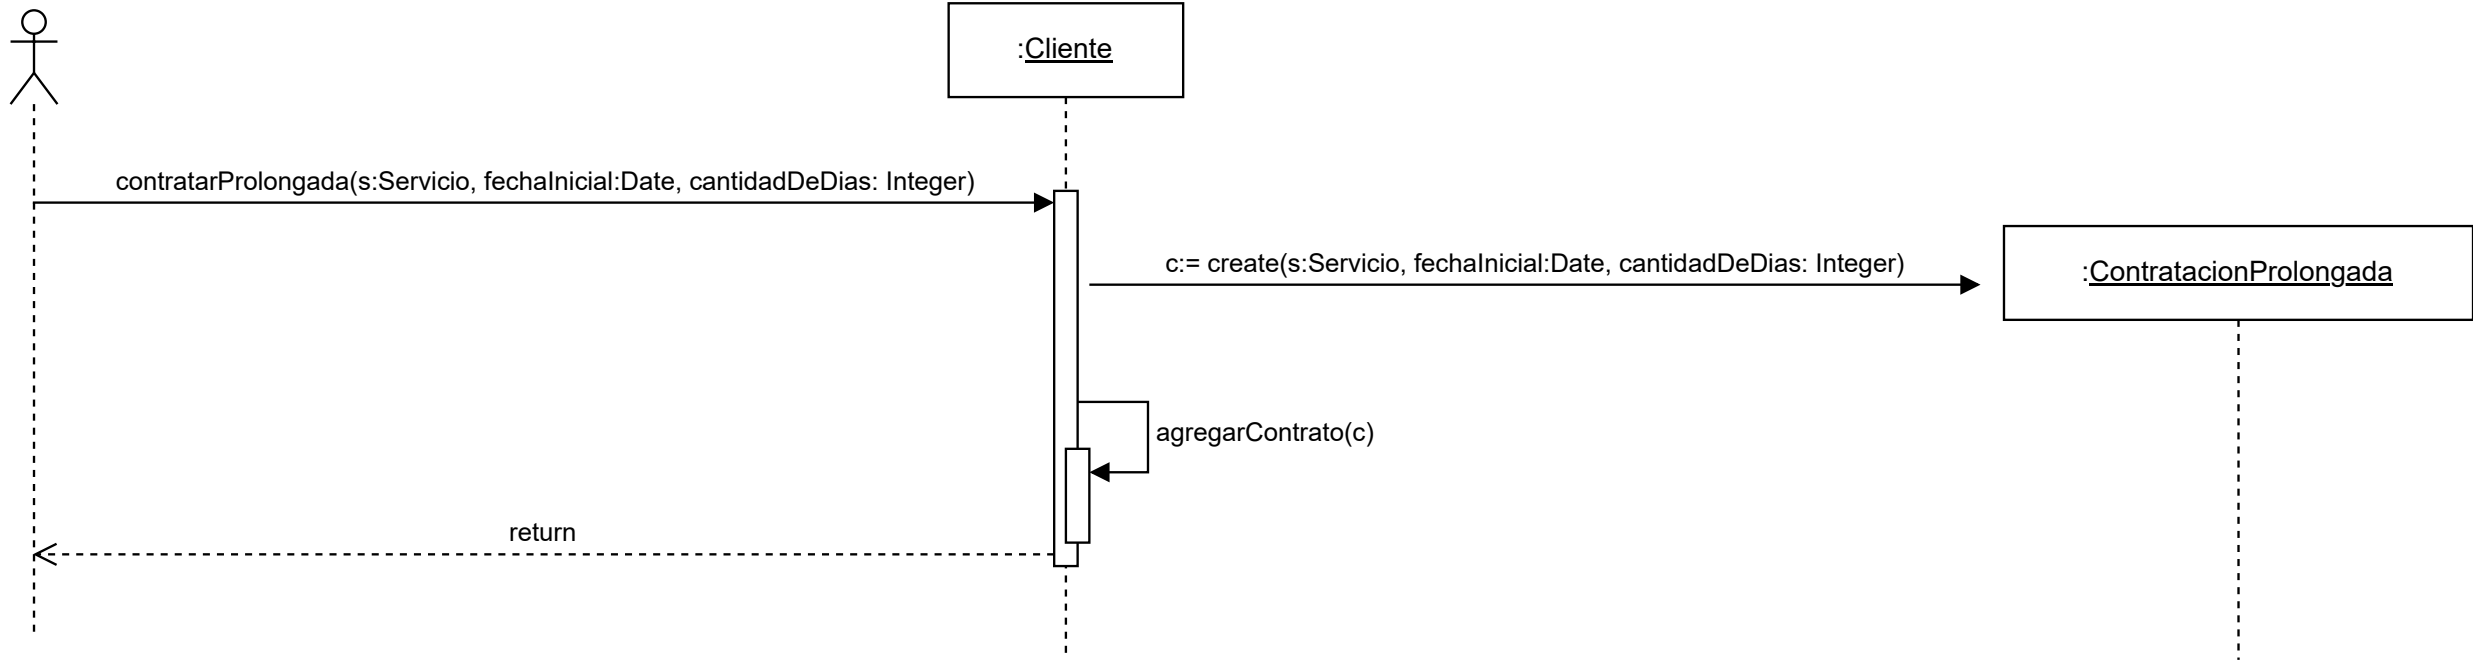 :Cliente
contratarProlongada(s:Servicio, fechaInicial:Date, cantidadDeDias: Integer)
c:= create(s:Servicio, fechaInicial:Date, cantidadDeDias: Integer)
:ContratacionProlongada
agregarContrato(c)
return